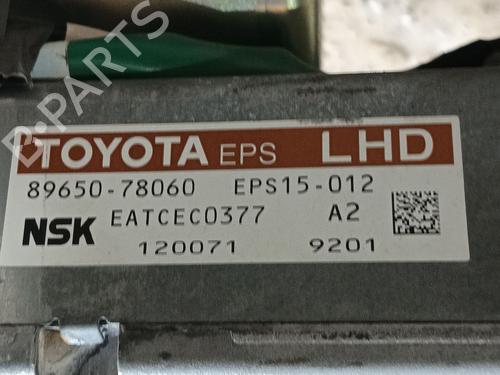 B-PARTS
TOYOTA EPS LHD
89650-78060 EPS15-012
NSK EATCEC0377 A2
120071 9201